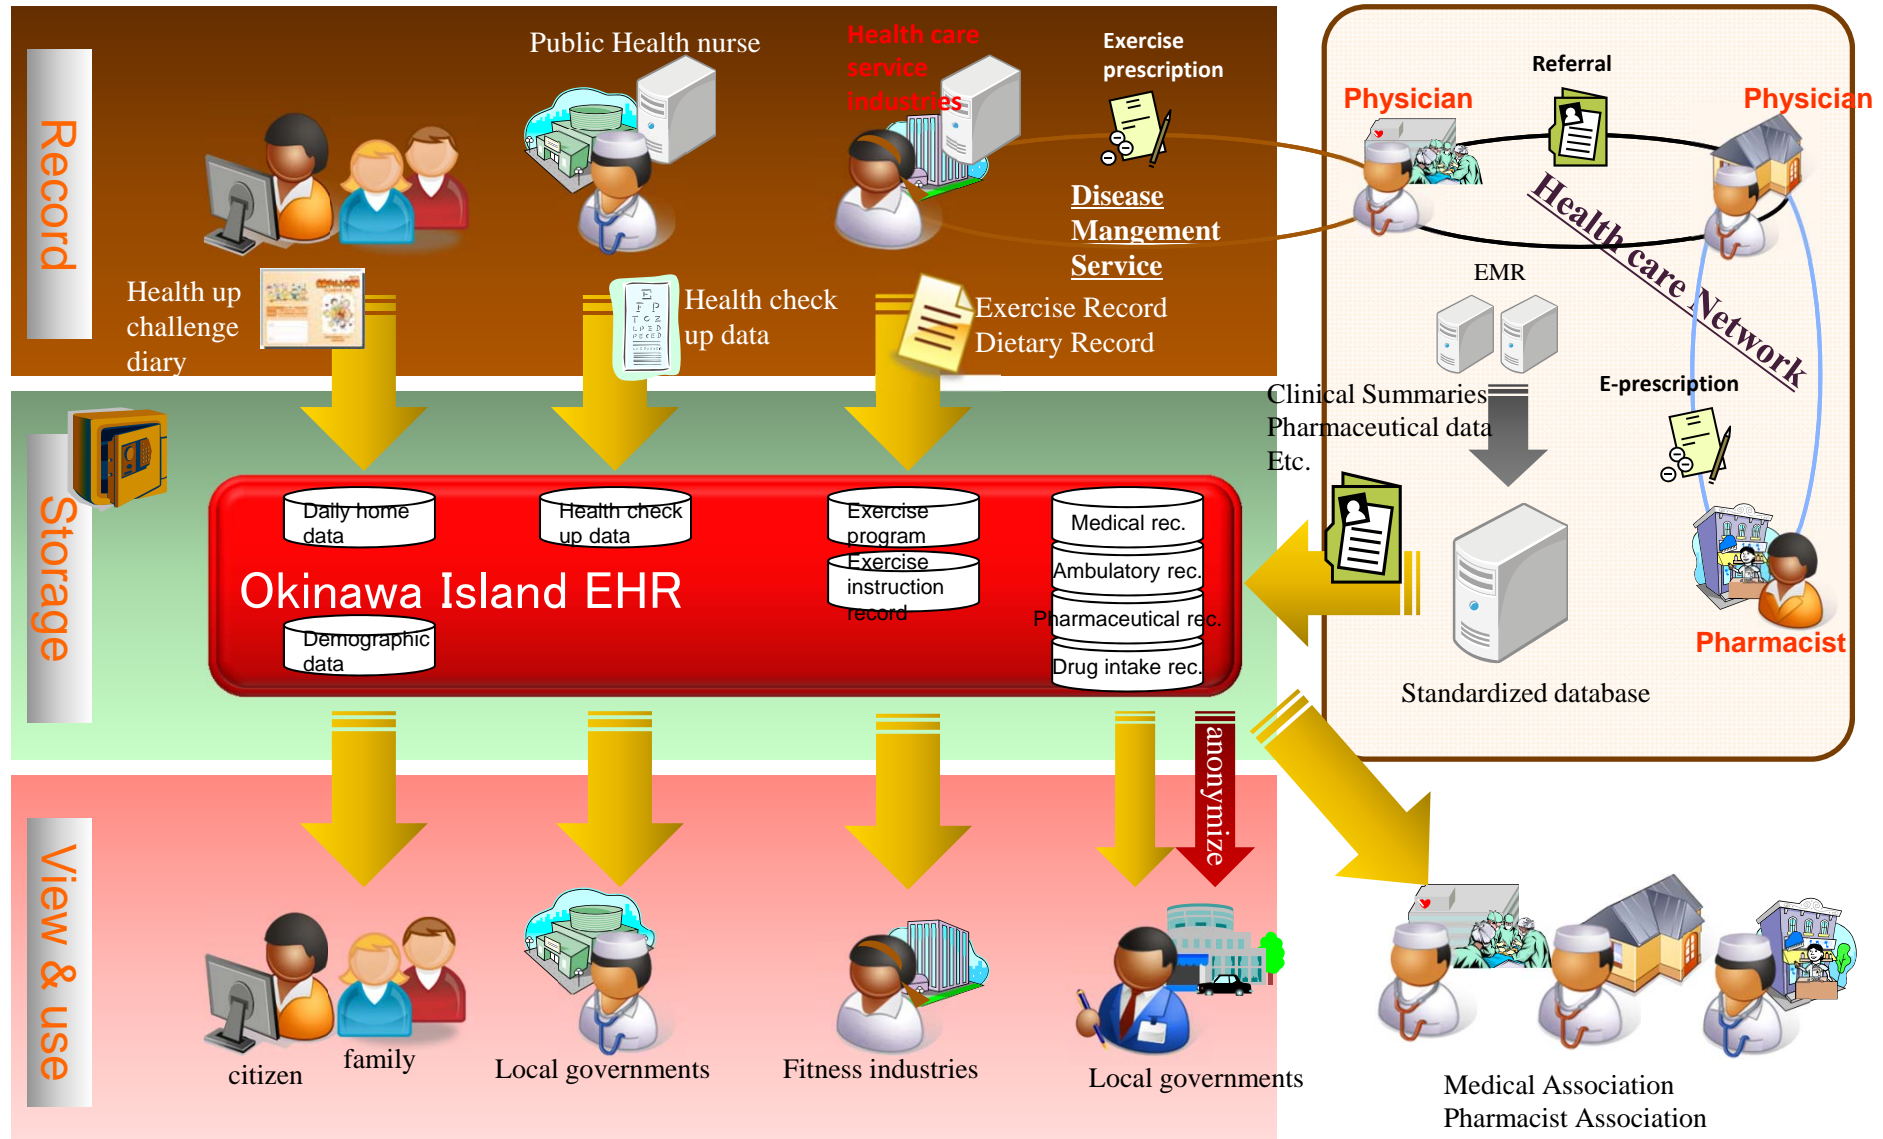 Record
Public Health nurse
Health care
service
industries
Exercise
prescription
Disease
Mangement
Service
Health up
challenge
diary
Health check
up data
Exercise Record
Dietary Record
Referral
Physician
Physician
Health care Network
EMR
E-prescription
Clinical Summaries
Pharmaceutical data
Etc.
Pharmacist
Standardized database
Storage
Daily home
data
Health check
up data
Exercise
program
Exercise
instruction
record
Medical rec.
Ambulatory rec.
Pharmaceutical rec.
Drug intake rec.
Okinawa Island EHR
Demographic
data
anonymize
View & use
citizen
family
Local governments
Fitness industries
Local governments
Medical Association
Pharmacist Association